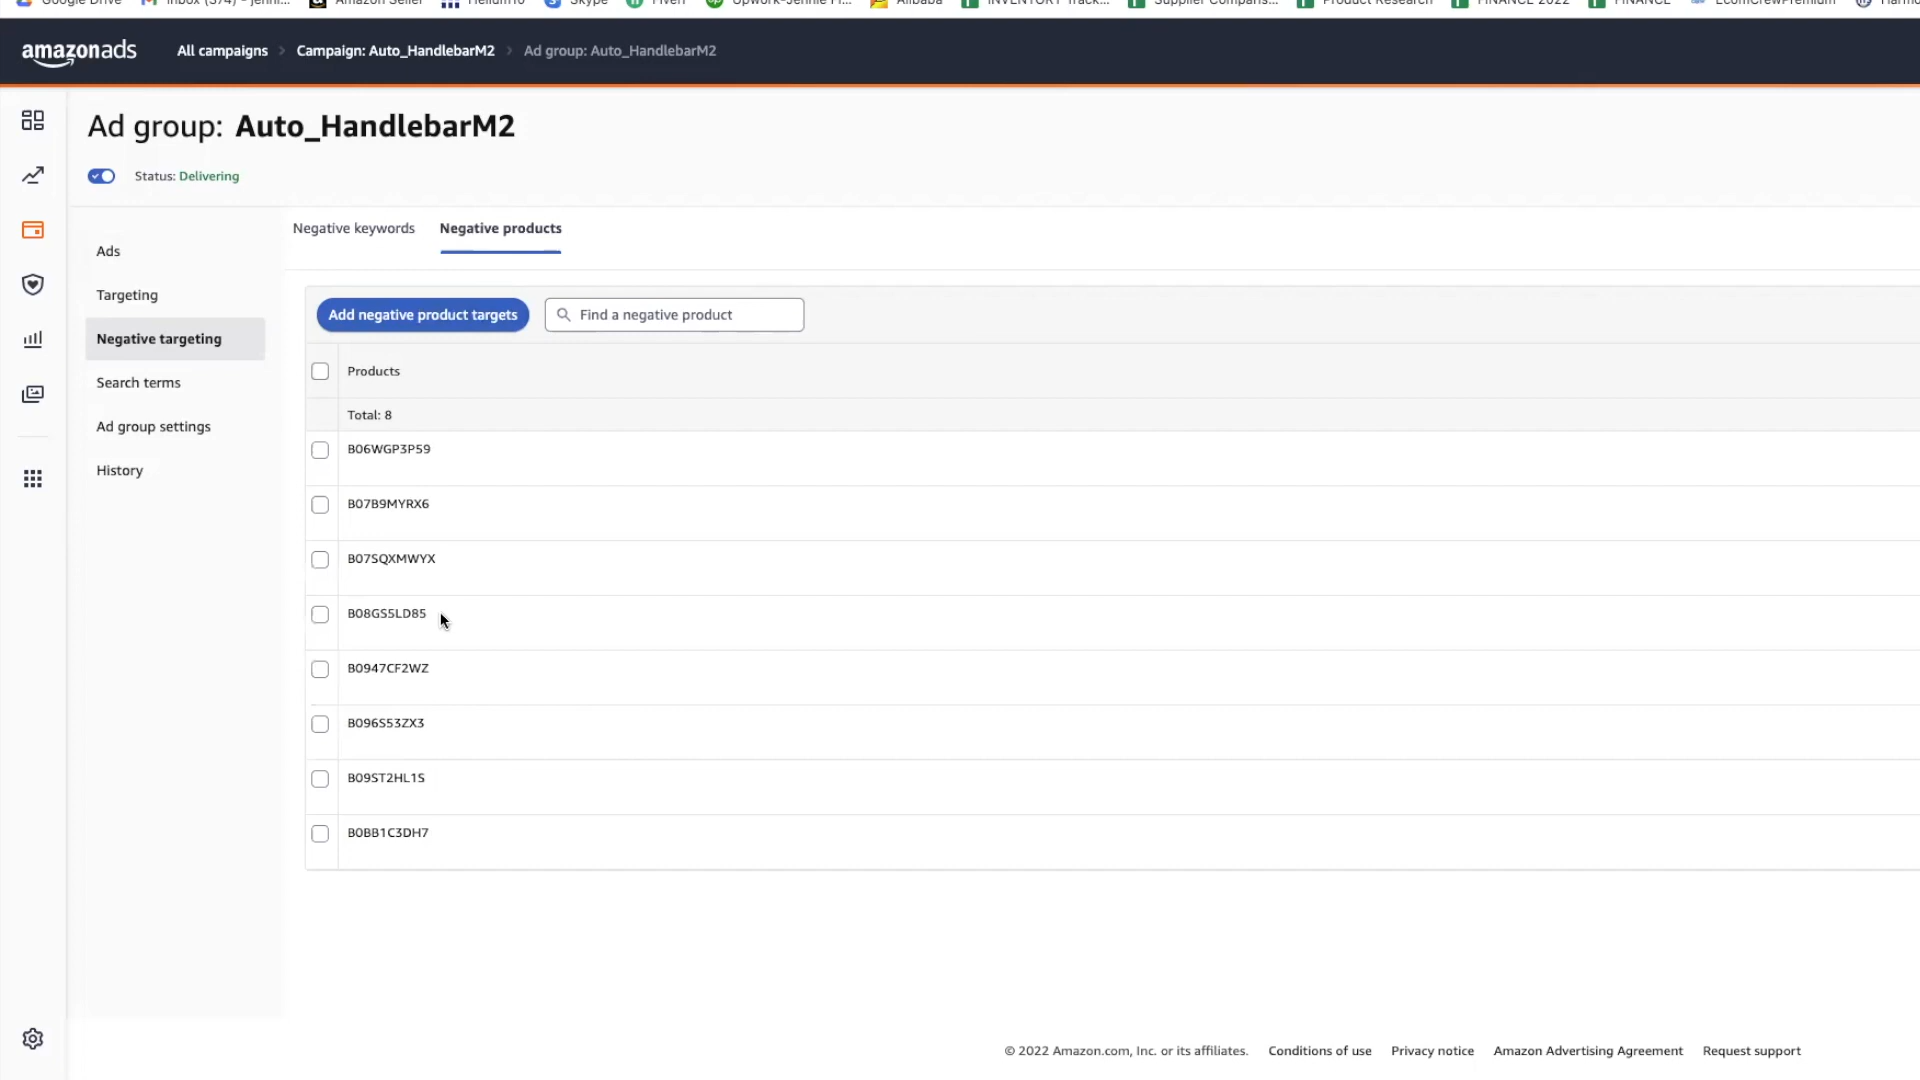 Google Drive Inbox (374) - jenni... Amazon Seller Helium10 Skype Fiverr Upwork-Jennie M... Alibaba INVENTORY Track... Supplier Comparis... Product Research FINANCE 2022 FINANCE EcomCrewPremium
amazonads All campaigns > Campaign: Auto_HandlebarM2 > Ad group: Auto_HandlebarM2
Ad group: Auto_HandlebarM2
Status: Delivering
Negative keywords Negative products
Ads
Targeting
Negative targeting
Search terms
Ad group settings
History
Add negative product targets Find a negative product
Products
Total: 8
B06WGP3P59
B07B9MYRX6
B07SQXMWYX
B08GS5LD85
B0947CF2WZ
B096S53ZX3
B09ST2HL1S
B0BB1C3DH7
© 2022 Amazon.com, Inc. or its affiliates. Conditions of use Privacy notice Amazon Advertising Agreement Request support